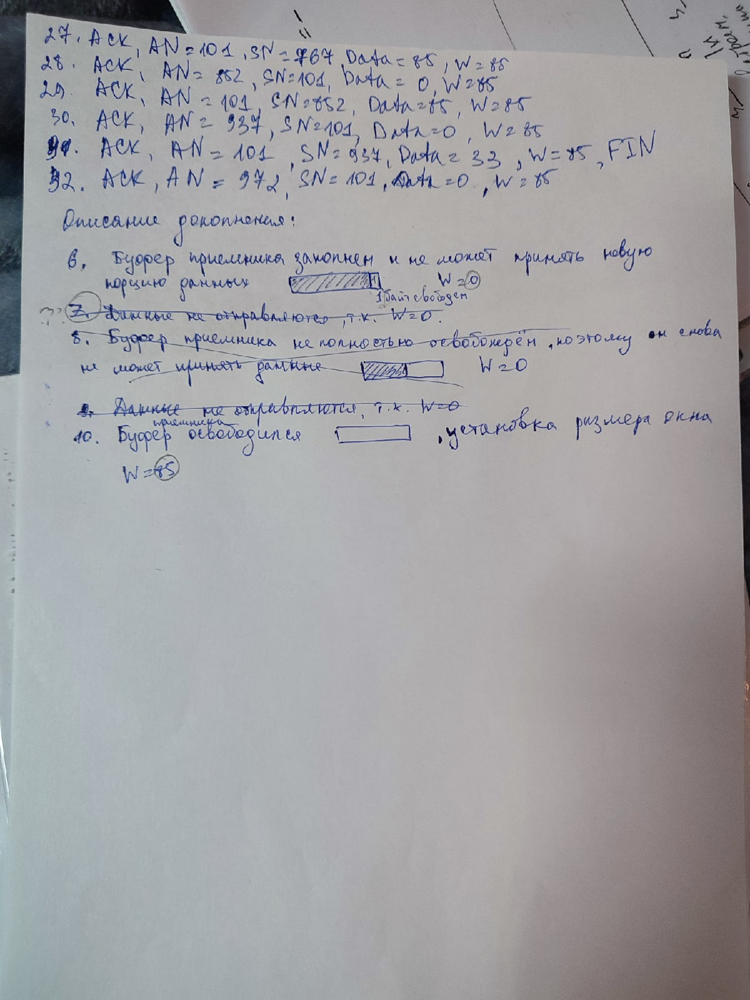 27. ACK, AN=101, SN=767, Data=85, W=85
28. ACK, AN=852, SN=101, Data=0, W=85
29. ACK, AN=101, SN=852, Data=85, W=85
30. ACK, AN=937, SN=101, Data=0, W=85
31. ACK, AN=101, SN=937, Data=33, W=85, FIN
32. ACK, AN=972, SN=101, Data=0, W=85
Описание дополнения:
6. Буфер приемника заполнен и не может принять новую
порцию данных W=0
1 байт свободен
?? 7. Данные не отправляются, т.к. W=0.
8. Буфер приемника не полностью освобождён, поэтому он снова
не может принять данные W=0
9. Данные не отправляются, т.к. W=0
приемника
10. Буфер освободился , установка размера окна
W=85